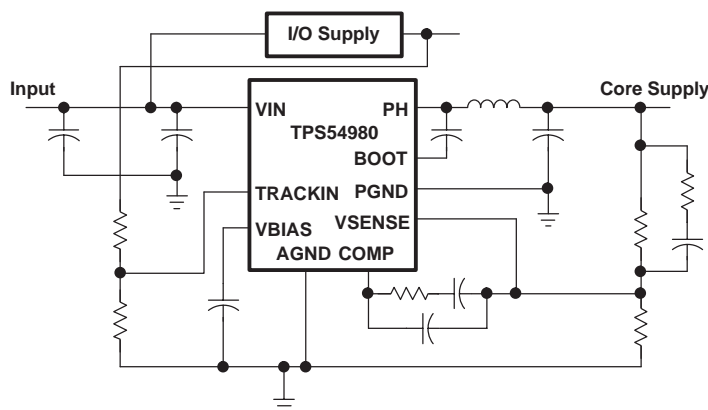 I/O Supply
Input
Core Supply
VIN
PH
TPS54980
BOOT
TRACKIN
PGND
VBIAS
VSENSE
AGND COMP